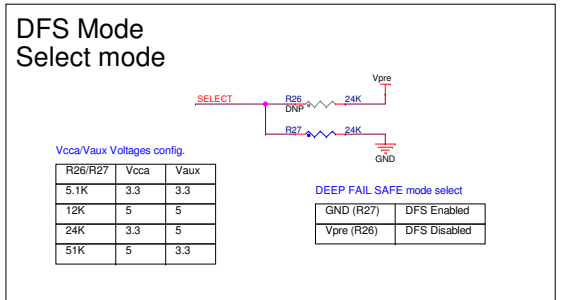 DFS Mode
Select mode
Vpre
SELECT
R26
24K
DNP
R27
24K
GND
Vcca/Vaux Voltages config.
R26/R27 Vcca Vaux
5.1K 3.3 3.3
12K 5 5
24K 3.3 5
51K 5 3.3
DEEP FAIL SAFE mode select
GND (R27) DFS Enabled
Vpre (R26) DFS Disabled